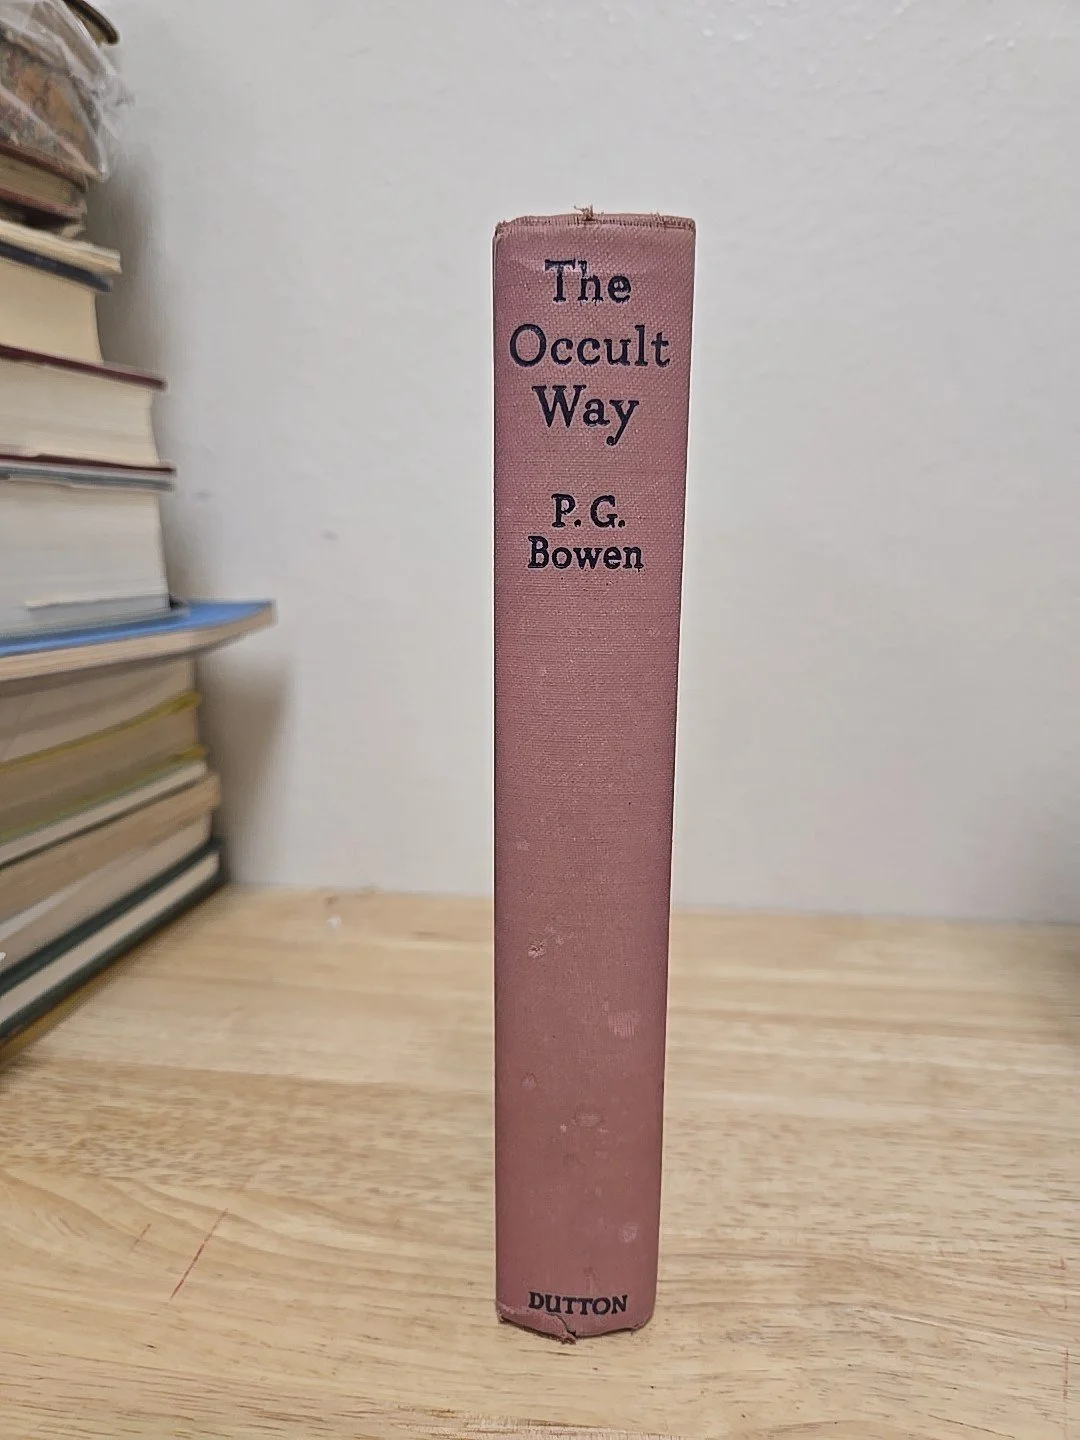 The
Occult
Way
P. G.
Bowen
DUTTON